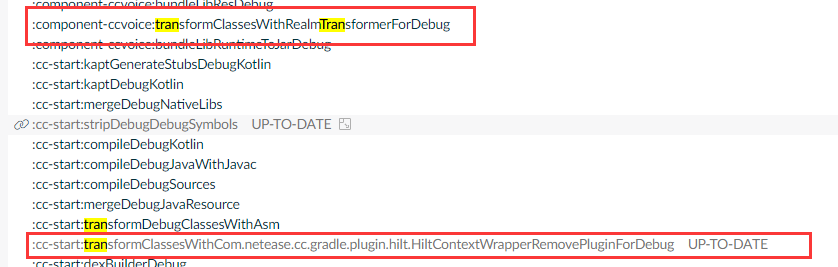 :component-ccvoice:bundleLibResDebug
:component-ccvoice:transformClassesWithRealmTransformerForDebug
:component-ccvoice:bundleLibRuntimeToJarDebug
:cc-start:kaptGenerateStubsDebugKotlin
:cc-start:kaptDebugKotlin
:cc-start:mergeDebugNativeLibs
:cc-start:stripDebugDebugSymbols UP-TO-DATE
:cc-start:compileDebugKotlin
:cc-start:compileDebugJavaWithJavac
:cc-start:compileDebugSources
:cc-start:mergeDebugJavaResource
:cc-start:transformDebugClassesWithAsm
:cc-start:transformClassesWithCom.netease.cc.gradle.plugin.hilt.HiltContextWrapperRemovePluginForDebug UP-TO-DATE
:cc-start:dexBuilderDebug